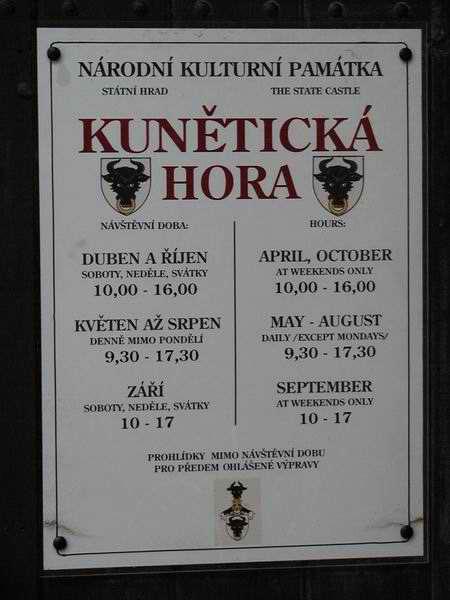 NÁRODNÍ KULTURNÍ PAMÁTKA
STÁTNÍ HRAD
THE STATE CASTLE
KUNĚTICKÁ
HORA
NÁVŠTĚVNÍ DOBA:
DUBEN A ŘÍJEN
SOBOTY, NEDĚLE, SVÁTKY
10,00 - 16,00
KVĚTEN AŽ SRPEN
DENNĚ MIMO PONDĚLÍ
9,30 - 17,30
ZÁŘÍ
SOBOTY, NEDĚLE, SVÁTKY
10 - 17
HOURS:
APRIL, OCTOBER
AT WEEKENDS ONLY
10,00 - 16,00
MAY - AUGUST
DAILY /EXCEPT MONDAYS/
9,30 - 17,30
SEPTEMBER
AT WEEKENDS ONLY
10 - 17
PROHLÍDKY MIMO NÁVŠTĚVNÍ DOBU
PRO PŘEDEM OHLÁŠENÉ VÝPRAVY